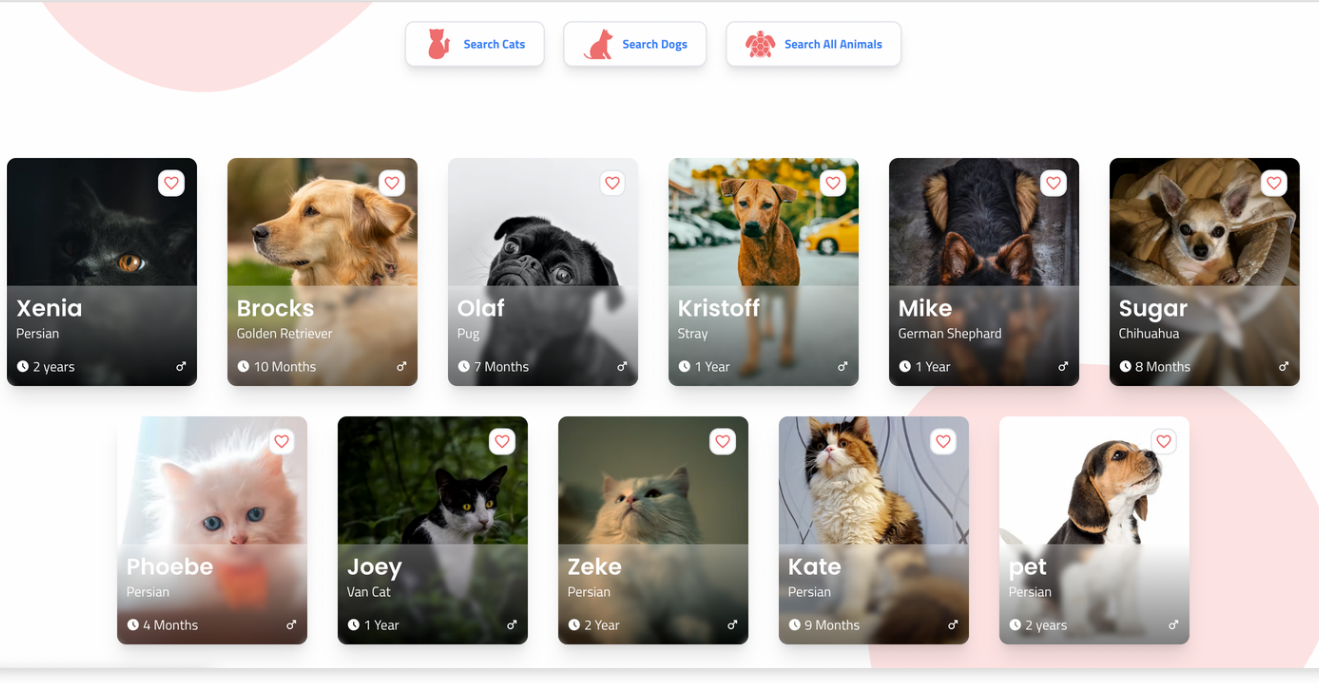 Search Cats
Search Dogs
Search All Animals
Xenia
Persian
2 years
Brocks
Golden Retriever
10 Months
Olaf
Pug
7 Months
Kristoff
Stray
1 Year
Mike
German Shephard
1 Year
Sugar
Chihuahua
8 Months
Phoebe
Persian
4 Months
Joey
Van Cat
1 Year
Zeke
Persian
2 Year
Kate
Persian
9 Months
pet
Persian
2 years